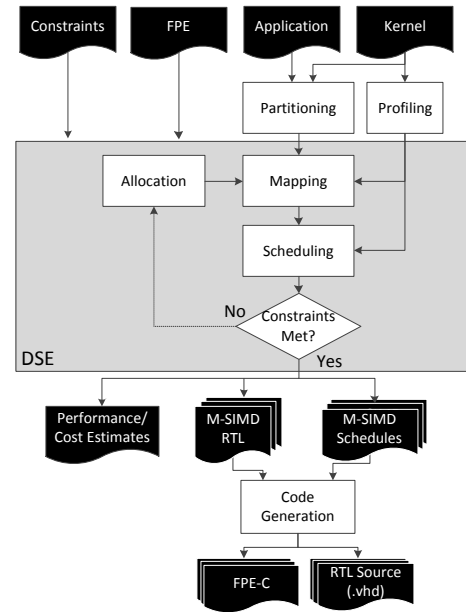 Constraints
FPE
Application
Kernel
Partitioning
Profiling
Allocation
Mapping
Scheduling
No
Constraints
Met?
DSE
Yes
Performance/
Cost Estimates
M-SIMD
RTL
M-SIMD
Schedules
Code
Generation
FPE-C
RTL Source
(.vhd)